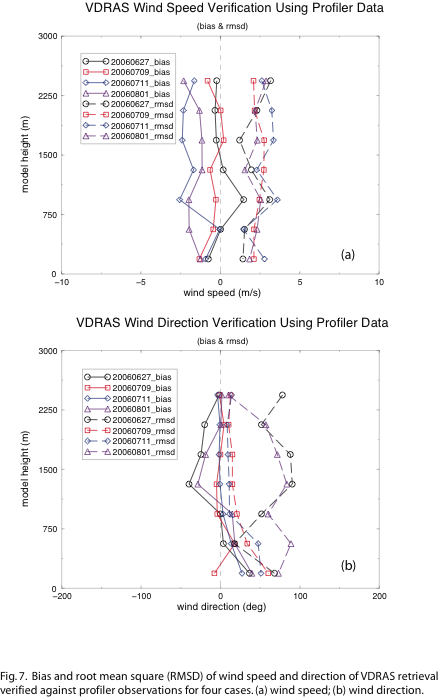 VDRAS Wind Speed Verification Using Profiler Data
(bias & rmsd)
3000
2250
1500
750
0
model height (m)
20060627_bias
20060709_bias
20060711_bias
20060801_bias
20060627_rmsd
20060709_rmsd
20060711_rmsd
20060801_rmsd
(a)
−10
−5
0
5
10
wind speed (m/s)
VDRAS Wind Direction Verification Using Profiler Data
(bias & rmsd)
3000
2250
1500
750
0
model height (m)
20060627_bias
20060709_bias
20060711_bias
20060801_bias
20060627_rmsd
20060709_rmsd
20060711_rmsd
20060801_rmsd
(b)
−200
−100
0
100
200
wind direction (deg)
Fig. 7. Bias and root mean square (RMSD) of wind speed and direction of VDRAS retrieval
verified against profiler observations for four cases. (a) wind speed; (b) wind direction.